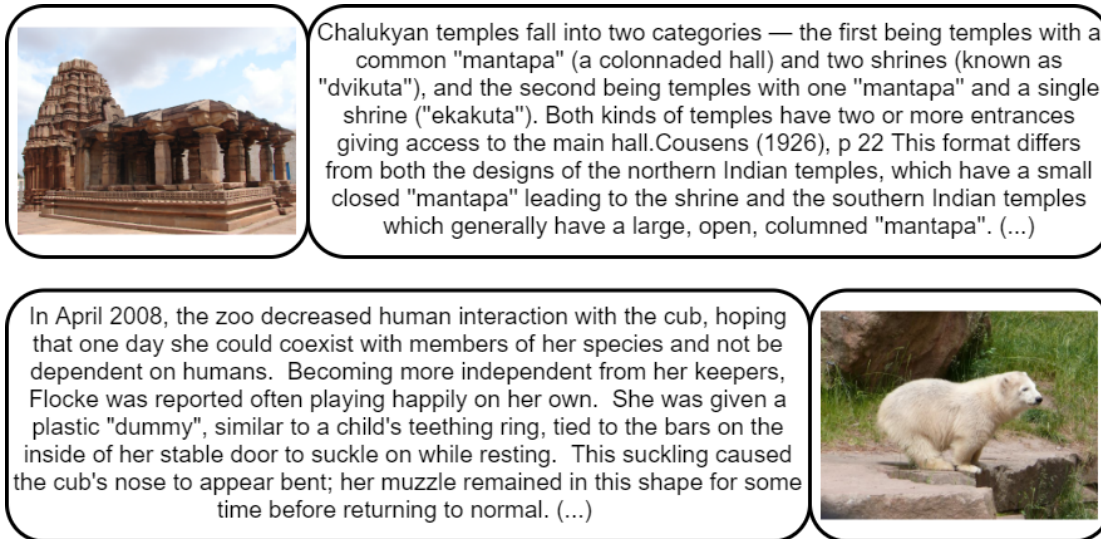 Chalukyan temples fall into two categories — the first being temples with a
common "mantapa" (a colonnaded hall) and two shrines (known as
"dvikuta"), and the second being temples with one "mantapa" and a single
shrine ("ekakuta"). Both kinds of temples have two or more entrances
giving access to the main hall.Cousens (1926), p 22 This format differs
from both the designs of the northern Indian temples, which have a small
closed "mantapa" leading to the shrine and the southern Indian temples
which generally have a large, open, columned "mantapa". (...)
In April 2008, the zoo decreased human interaction with the cub, hoping
that one day she could coexist with members of her species and not be
dependent on humans.  Becoming more independent from her keepers,
Flocke was reported often playing happily on her own.  She was given a
plastic "dummy", similar to a child's teething ring, tied to the bars on the
inside of her stable door to suckle on while resting.  This suckling caused
the cub's nose to appear bent; her muzzle remained in this shape for some
time before returning to normal. (...)